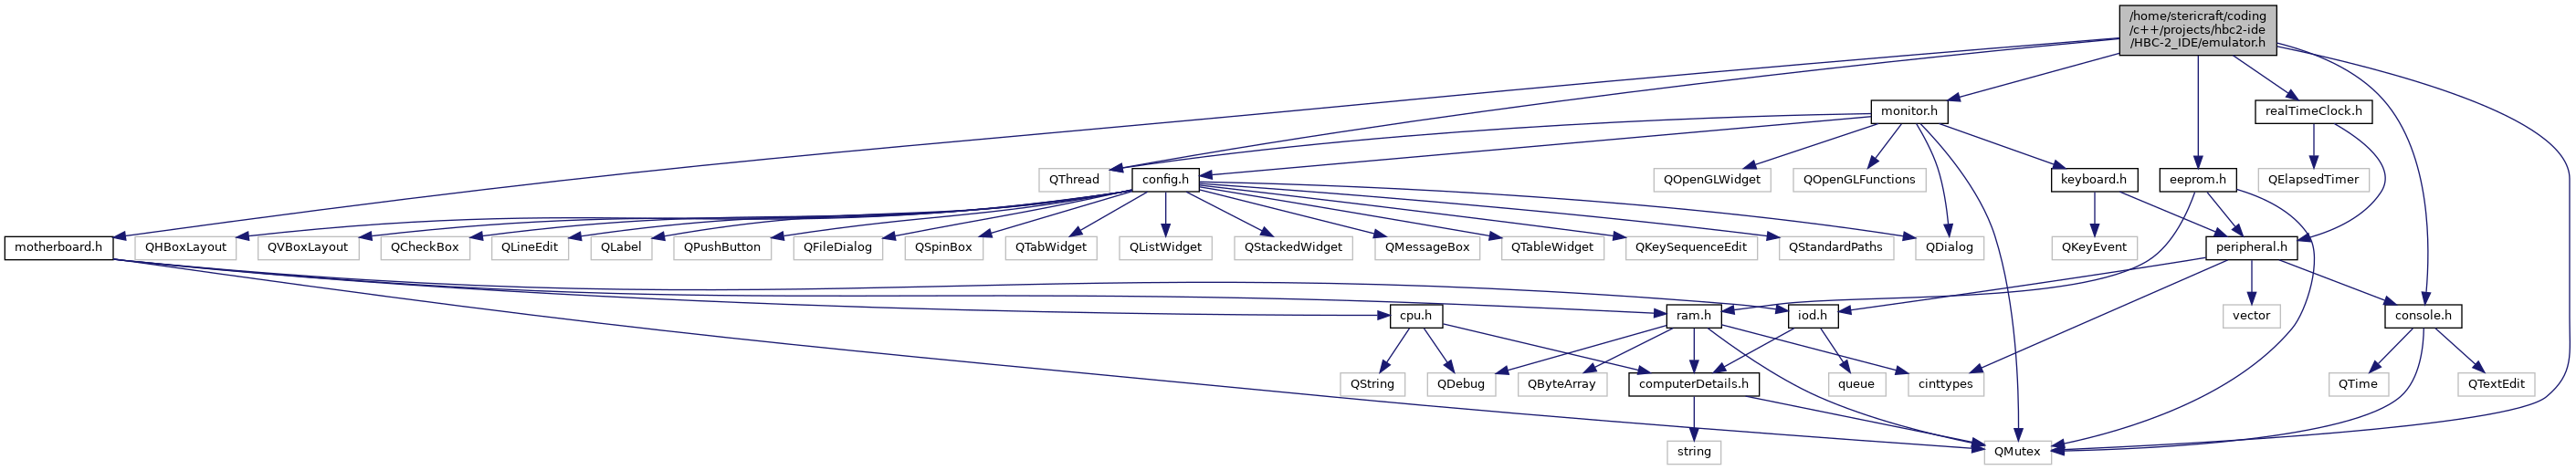 /home/stericraft/coding
/c++/projects/hbc2-ide
/HBC-2_IDE/emulator.h
monitor.h
realTimeClock.h
QThread
config.h
QOpenGLWidget
QOpenGLFunctions
keyboard.h
eeprom.h
QElapsedTimer
motherboard.h
QHBoxLayout
QVBoxLayout
QCheckBox
QLineEdit
QLabel
QPushButton
QFileDialog
QSpinBox
QTabWidget
QListWidget
QStackedWidget
QMessageBox
QTableWidget
QKeySequenceEdit
QStandardPaths
QDialog
QKeyEvent
peripheral.h
cpu.h
ram.h
iod.h
vector
console.h
QString
QDebug
QByteArray
computerDetails.h
queue
cinttypes
QTime
QTextEdit
string
QMutex